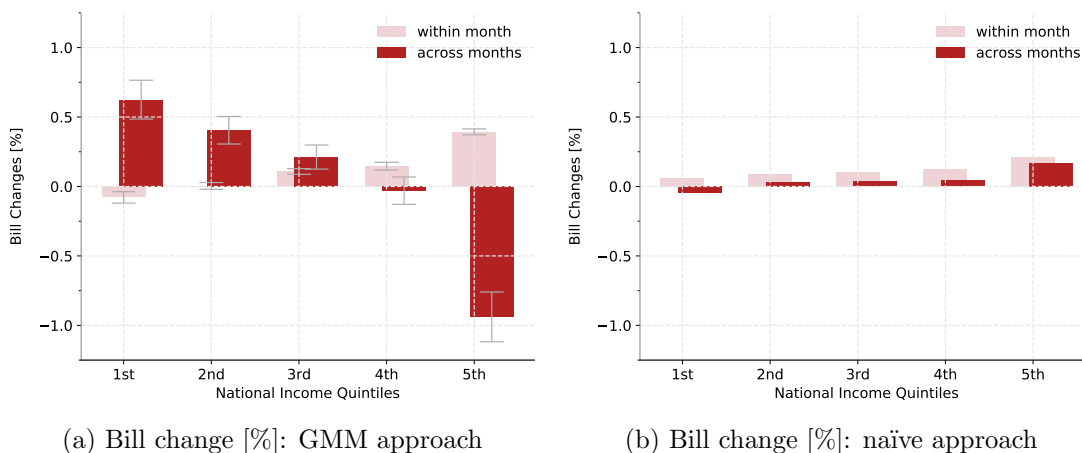 Bill Changes [%]
1.0
0.5
0.0
−0.5
−1.0
within month
across months
1st 2nd 3rd 4th 5th
National Income Quintiles
(a) Bill change [%]: GMM approach
Bill Changes [%]
1.0
0.5
0.0
−0.5
−1.0
within month
across months
1st 2nd 3rd 4th 5th
National Income Quintiles
(b) Bill change [%]: naïve approach